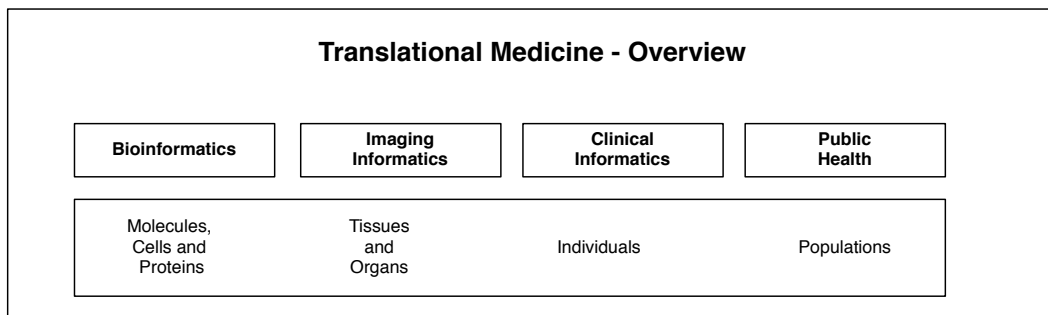 Translational Medicine - Overview
Bioinformatics
Imaging
Informatics
Clinical
Informatics
Public
Health
Molecules,
Cells and
Proteins
Tissues
and
Organs
Individuals
Populations